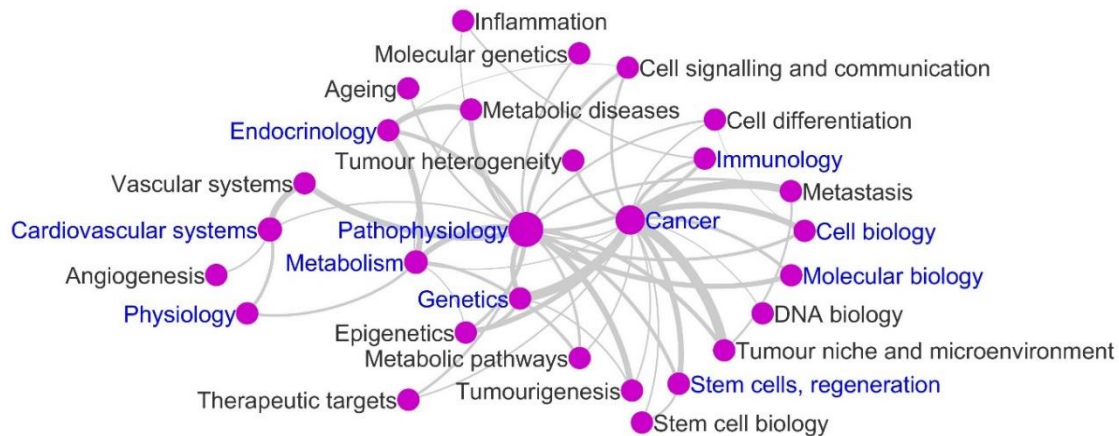 Inflammation
Molecular genetics
Cell signalling and communication
Ageing
Metabolic diseases
Endocrinology
Cell differentiation
Tumour heterogeneity
Immunology
Vascular systems
Metastasis
Cardiovascular systems
Pathophysiology
Cancer
Cell biology
Metabolism
Angiogenesis
Molecular biology
Genetics
Physiology
DNA biology
Epigenetics
Metabolic pathways
Tumour niche and microenvironment
Tumourigenesis
Stem cells, regeneration
Therapeutic targets
Stem cell biology